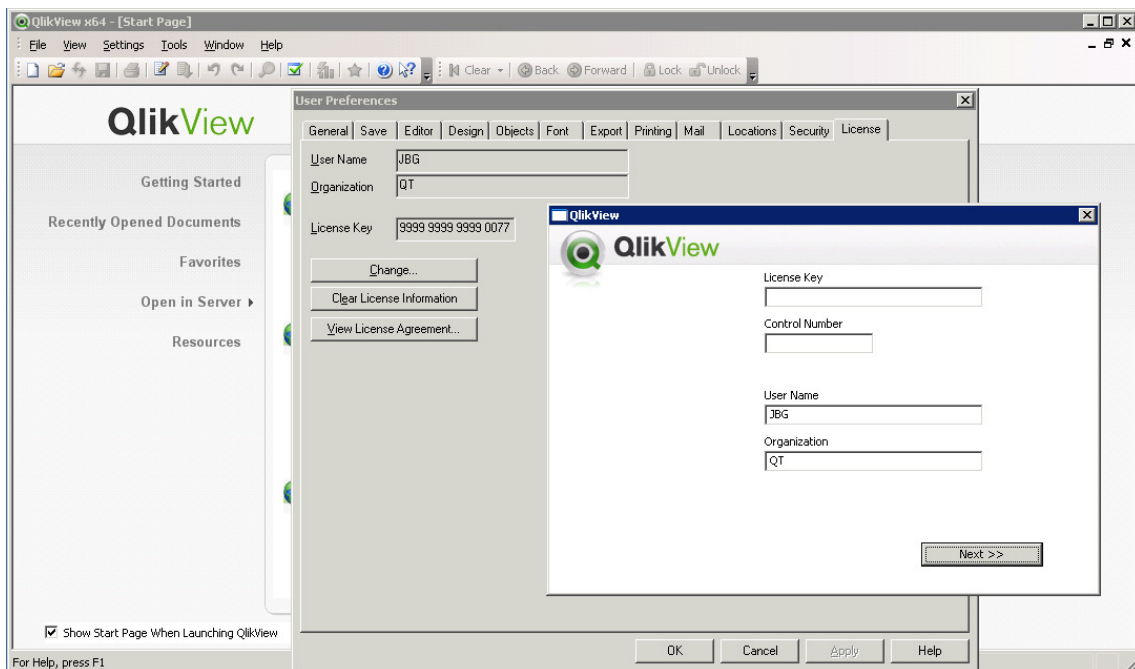 QlikView x64 - [Start Page]
File View Settings Tools Window Help
Clear Back Forward Lock Unlock
QlikView
Getting Started
Recently Opened Documents
Favorites
Open in Server
Resources
Show Start Page When Launching QlikView
For Help, press F1
User Preferences
General Save Editor Design Objects Font Export Printing Mail Locations Security License
User Name JBG
Organization QT
License Key 9999 9999 9999 0077
Change...
Clear License Information
View License Agreement...
OK Cancel Apply Help
QlikView
QlikView
License Key
Control Number
User Name
JBG
Organization
QT
Next >>